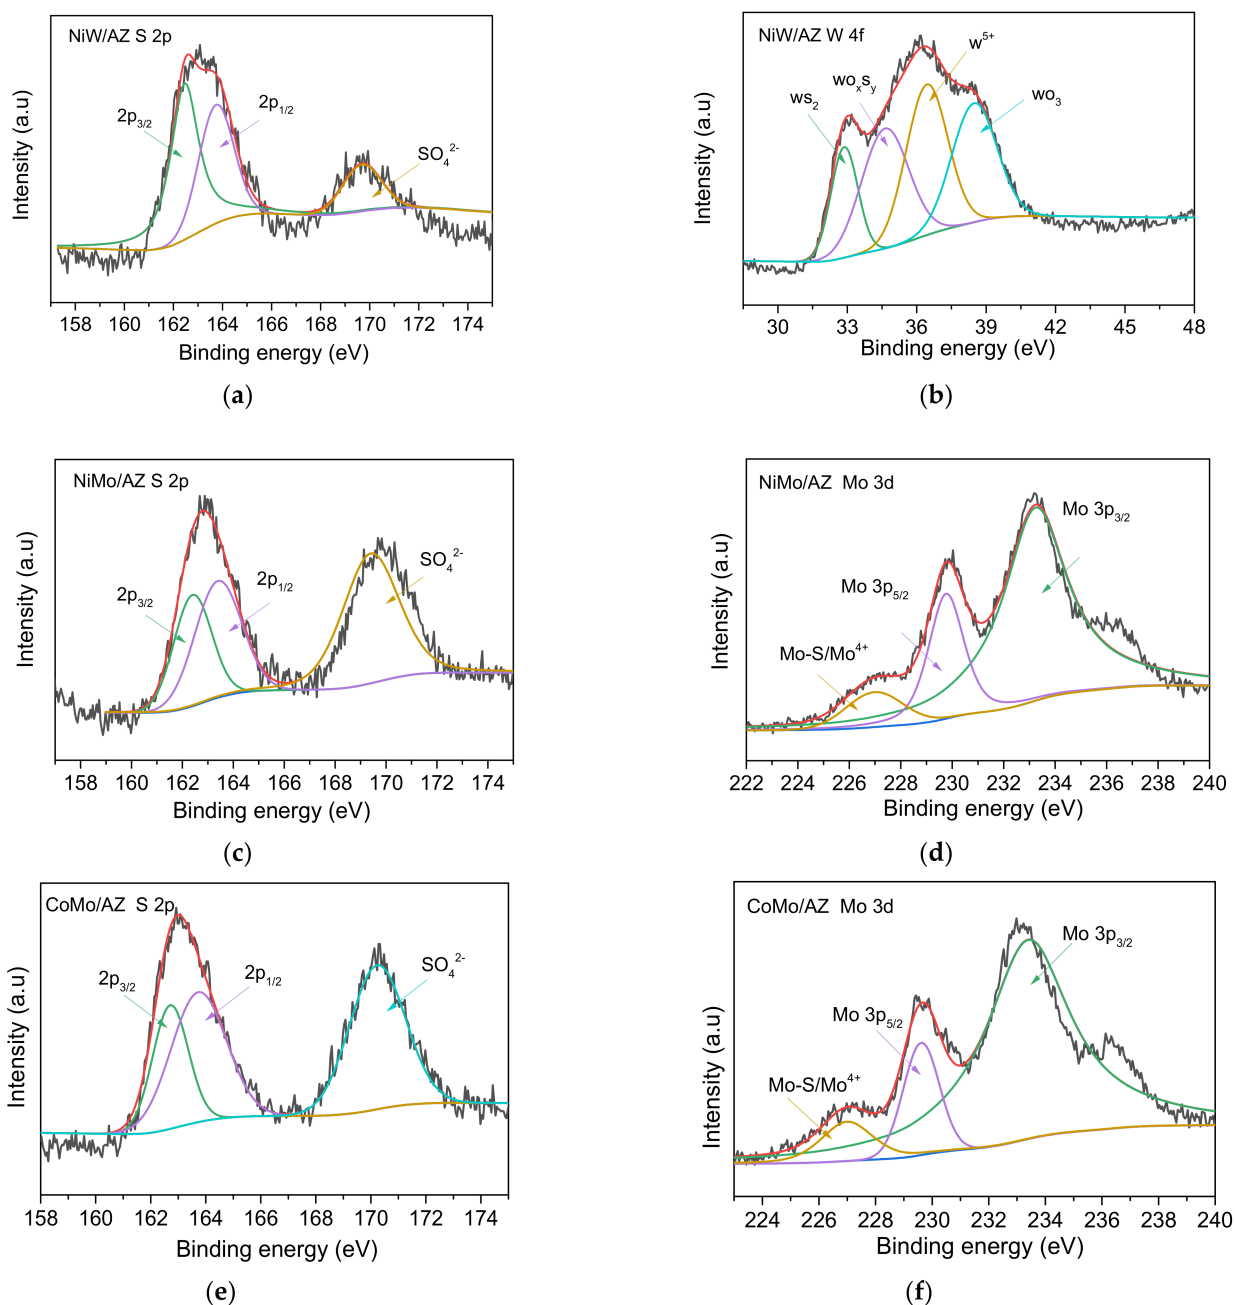 NiW/AZ S 2p
2p3/2
2p1/2
SO4 2-
Intensity (a.u)
158 160 162 164 166 168 170 172 174
Binding energy (eV)
(a)
NiW/AZ W 4f
ws2
woxsy
w5+
wo3
Intensity (a.u)
30 33 36 39 42 45 48
Binding energy (eV)
(b)
NiMo/AZ S 2p
2p3/2
2p1/2
SO4 2-
Intensity (a.u)
160 162 164 166 168 170 172 174
Binding energy (eV)
(c)
NiMo/AZ Mo 3d
Mo 3p3/2
Mo 3p5/2
Mo-S/Mo4+
Intensity (a.u)
222 224 226 228 230 232 234 236 238 240
Binding energy (eV)
(d)
CoMo/AZ S 2p
2p3/2
2p1/2
SO4 2-
Intensity (a.u)
158 160 162 164 166 168 170 172 174
Binding energy (eV)
(e)
CoMo/AZ Mo 3d
Mo 3p3/2
Mo 3p5/2
Mo-S/Mo4+
Intensity (a.u)
224 226 228 230 232 234 236 238 240
Binding energy (eV)
(f)